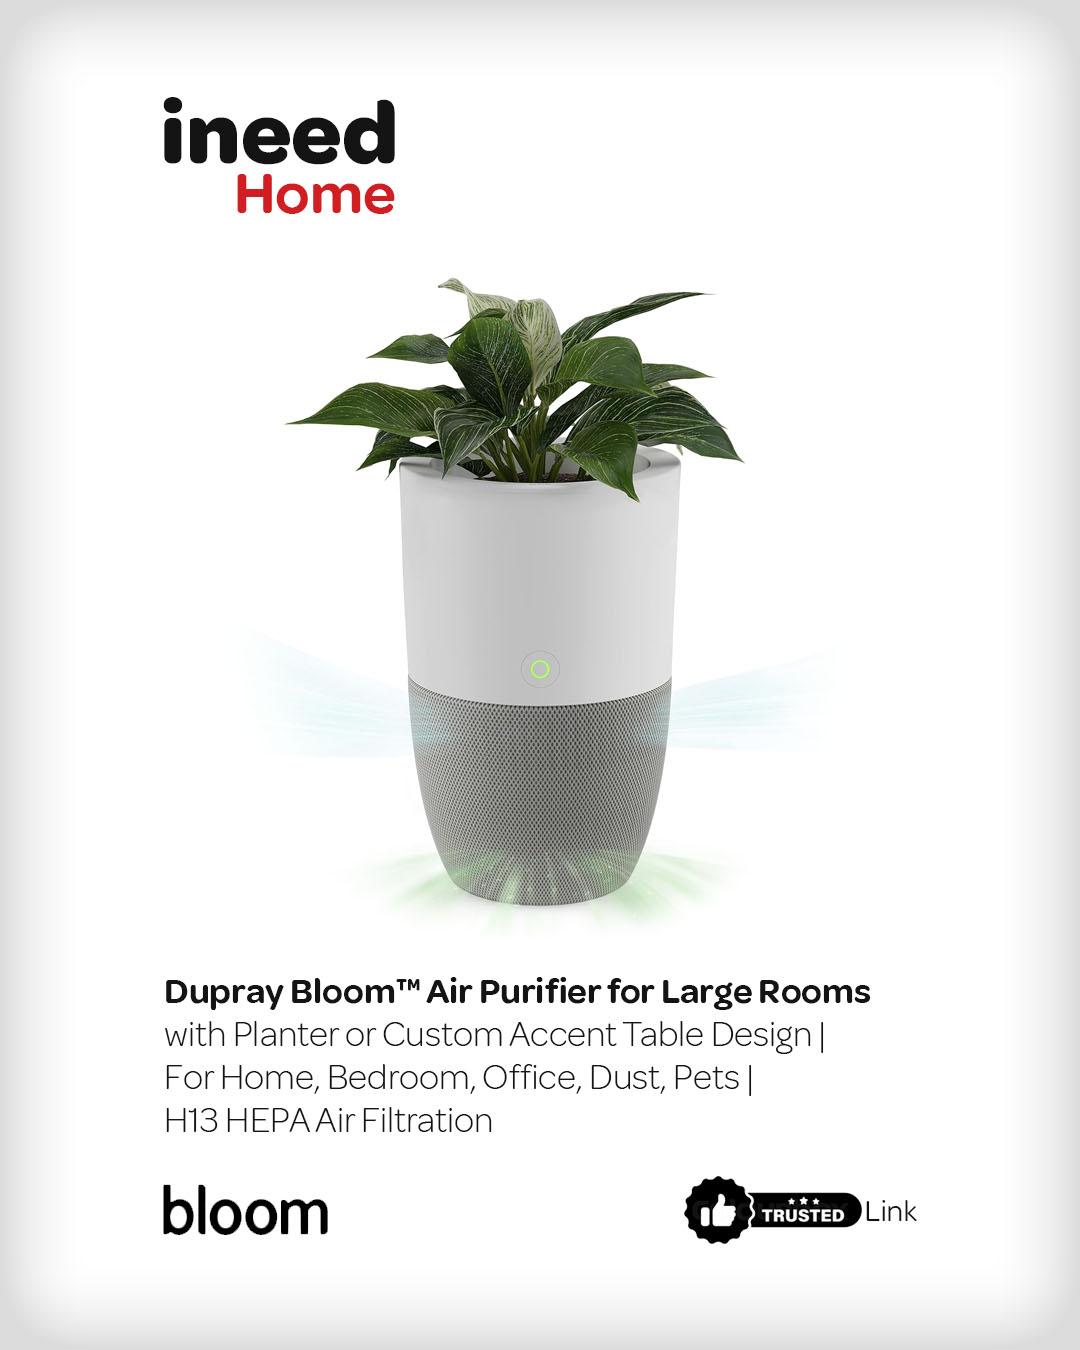 ineed
Home
Dupray Bloom™ Air Purifier for Large Rooms
with Planter or Custom Accent Table Design |
For Home, Bedroom, Office, Dust, Pets |
H13 HEPA Air Filtration
bloom
TRUSTED Link